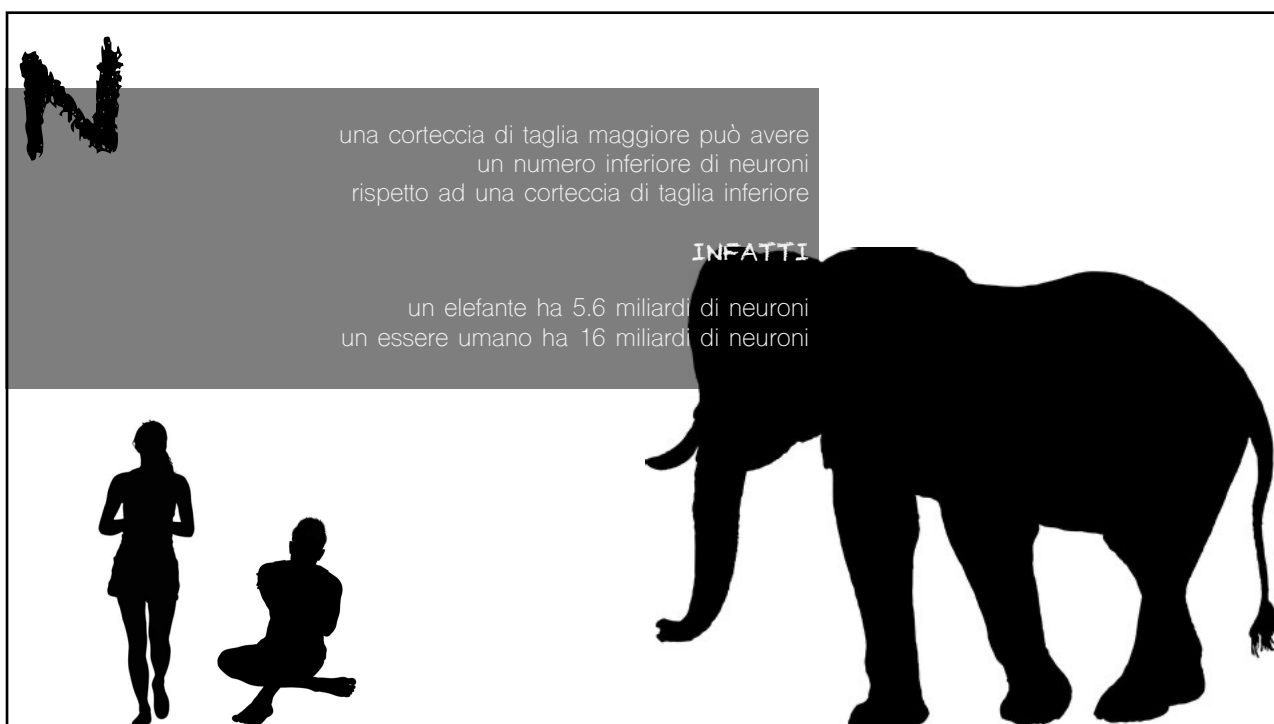 N
una corteccia di taglia maggiore può avere
un numero inferiore di neuroni
rispetto ad una corteccia di taglia inferiore
INFATTI
un elefante ha 5.6 miliardi di neuroni
un essere umano ha 16 miliardi di neuroni